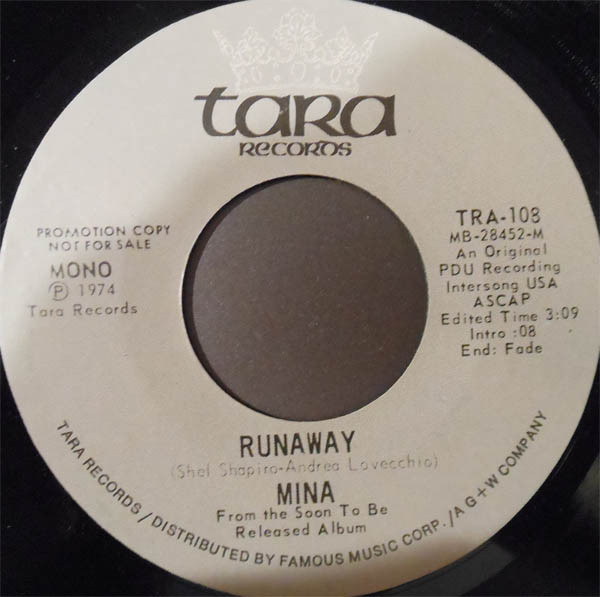 tara
RECORDS
PROMOTION COPY
NOT FOR SALE
MONO
Ⓟ 1974
Tara Records
TRA-108
MB-28452-M
An Original
PDU Recording
Intersong USA
ASCAP
Edited Time 3:09
Intro :08
End: Fade
RUNAWAY
(Shel Shapiro-Andrea Lovecchio)
MINA
From the Soon To Be
Released Album
TARA RECORDS / DISTRIBUTED BY FAMOUS MUSIC CORP. / A G + W COMPANY